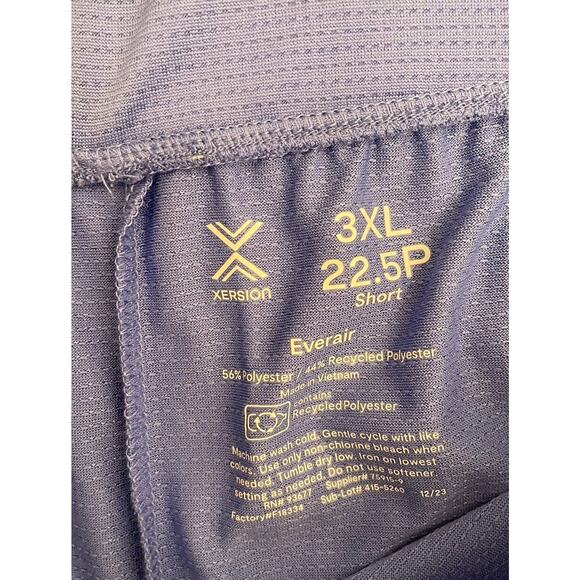 XERSION
3XL
22.5P
Short
Everair
56% Polyester / 44% Recycled Polyester
Made in Vietnam
contains
Recycled Polyester
Machine wash cold. Gentle cycle with like
colors. Use only non-chlorine bleach when
needed. Tumble dry low. Iron on lowest
setting as needed. Do not use softener.
RN# 93677 Supplier# 75915-9
Factory#F18334 Sub-Lot# 415-5260 12/23